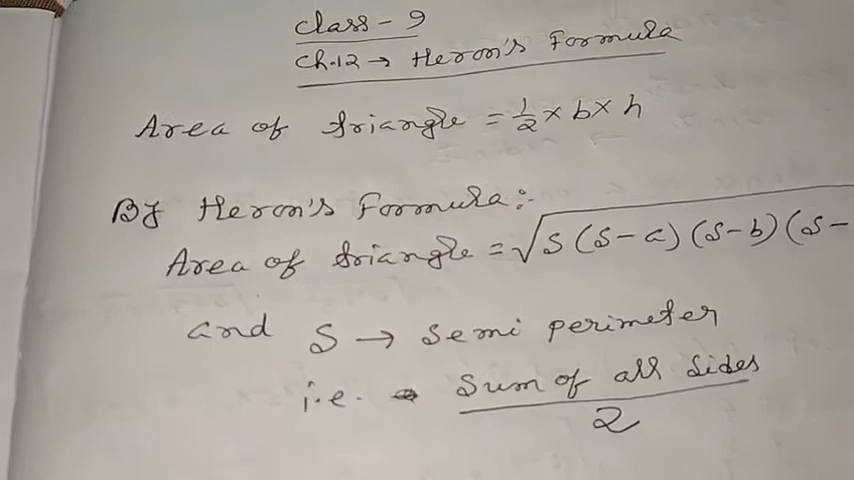 Class - 9
Ch.12 → Heron's Formula
Area of triangle = 1/2 × b × h
By Heron's Formula:-
Area of triangle = √S(S-a)(S-b)(S-
and S → Semi perimeter
i.e. Sum of all sides
2